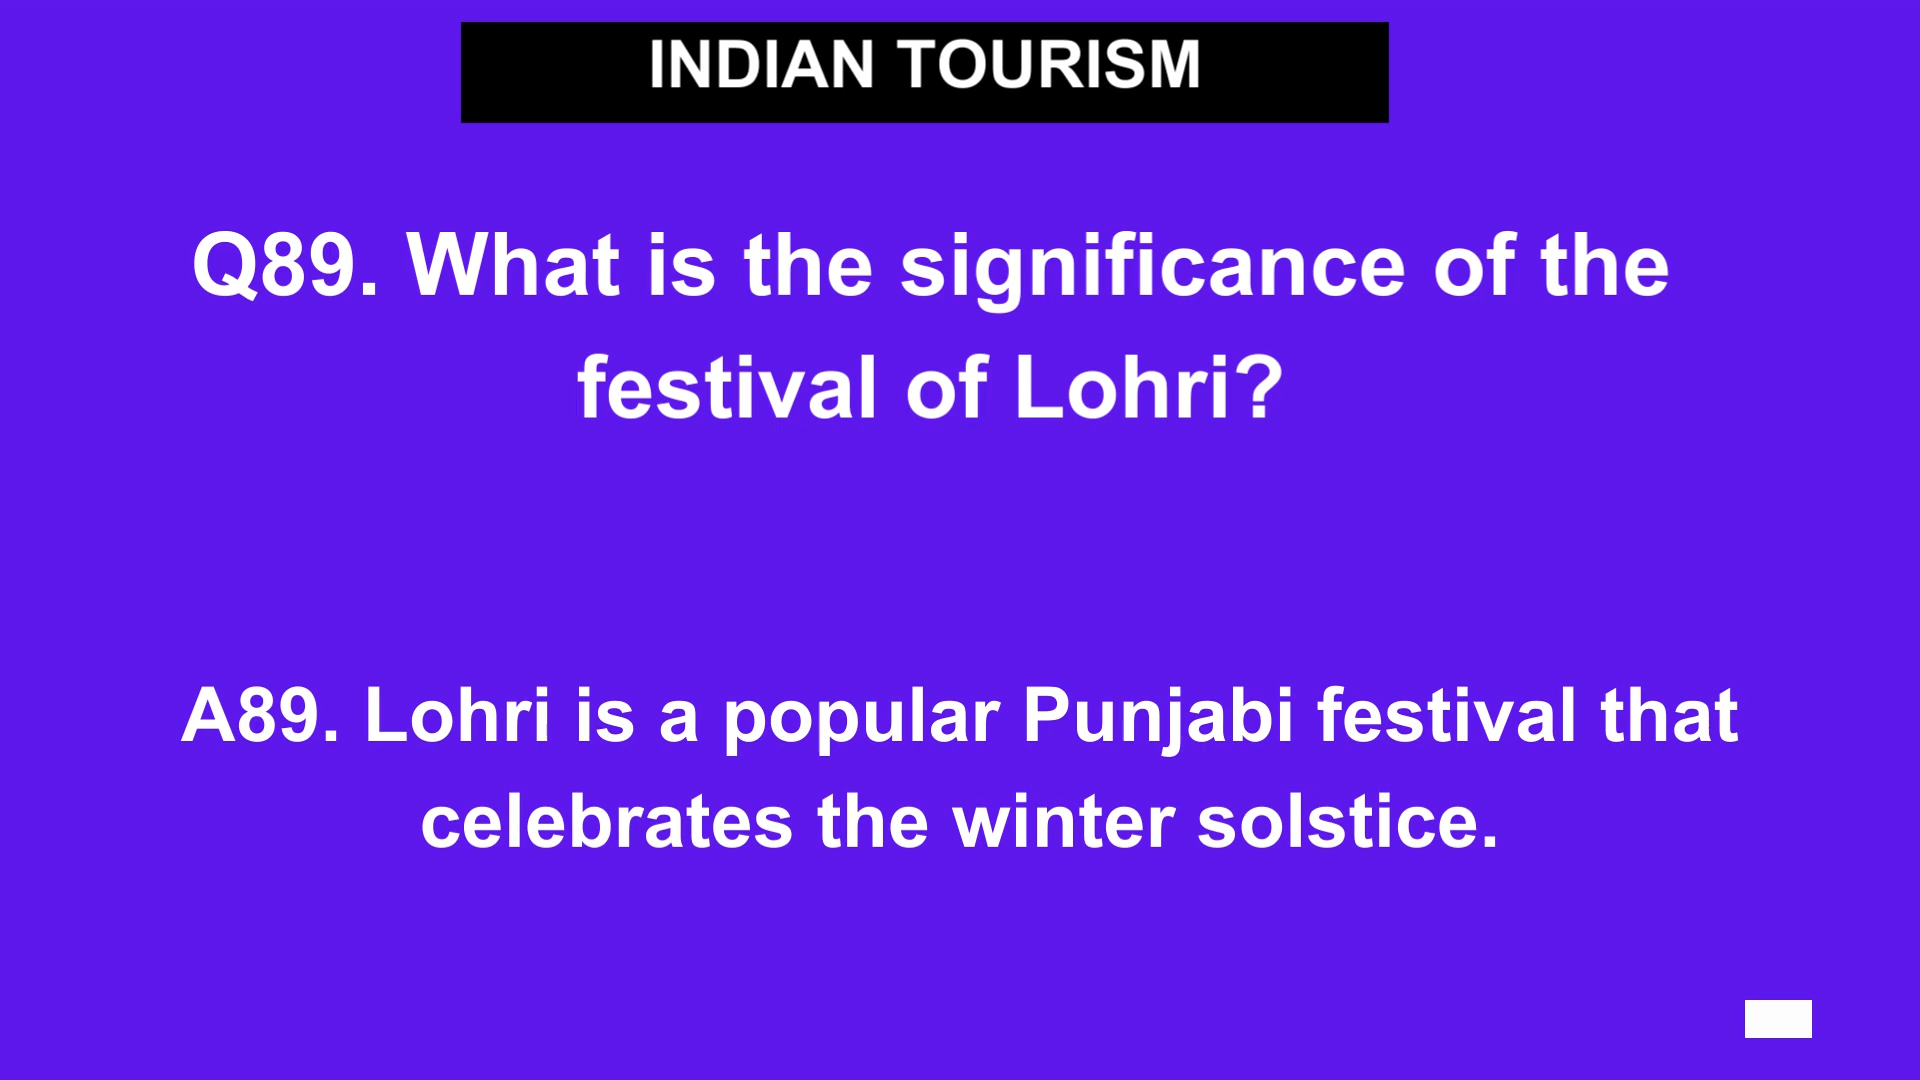 INDIAN TOURISM
Q89. What is the significance of the
festival of Lohri?
A89. Lohri is a popular Punjabi festival that
celebrates the winter solstice.